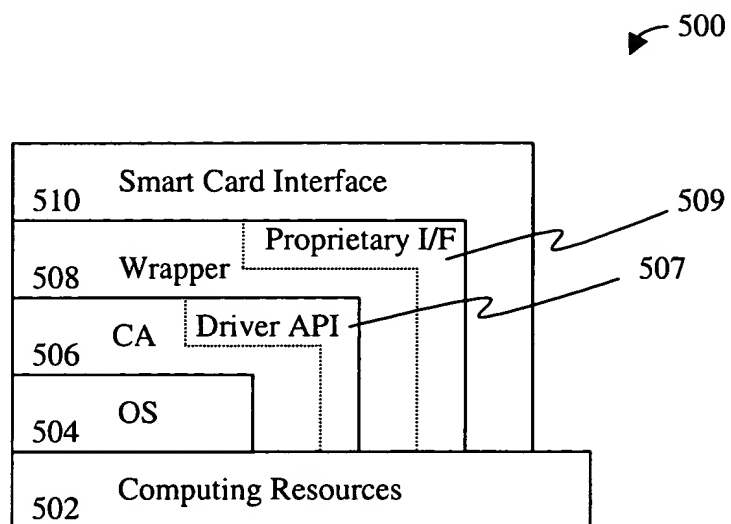 500
Smart Card Interface
510
509
Proprietary I/F
Wrapper
508
507
Driver API
CA
506
OS
504
Computing Resources
502